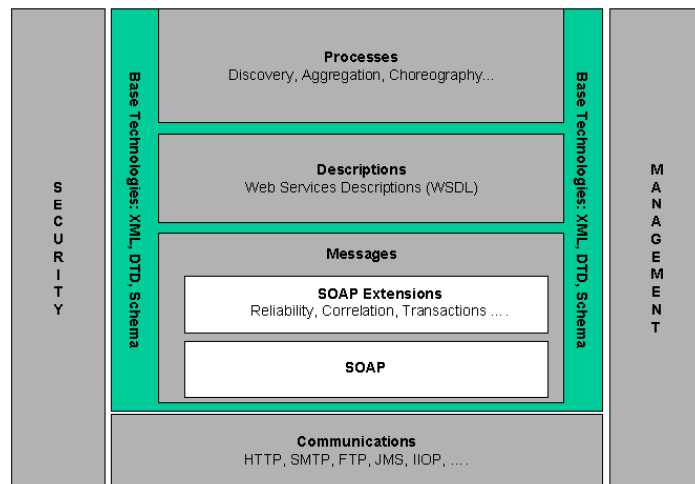 SECURITY
Base Technologies: XML, DTD, Schema
Processes
Discovery, Aggregation, Choreography...
Descriptions
Web Services Descriptions (WSDL)
Messages
SOAP Extensions
Reliability, Correlation, Transactions ....
SOAP
Base Technologies: XML, DTD, Schema
MANAGEMENT
Communications
HTTP, SMTP, FTP, JMS, IIOP, ....